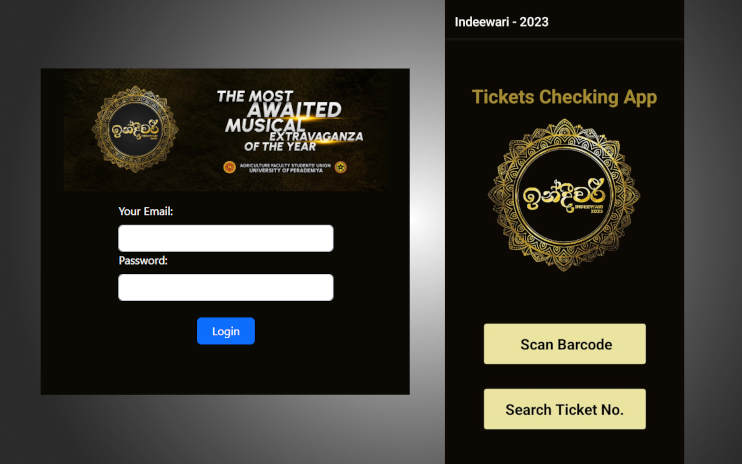 ඉන්දීවරී
THE MOST
AWAITED
MUSICAL
EXTRAVAGANZA
OF THE YEAR
AGRICULTURE FACULTY STUDENTS' UNION
UNIVERSITY OF PERADENIYA
Your Email:
Password:
Login
Indeewari - 2023
Tickets Checking App
ඉන්දීවරී
INDEEWARI
2023
Scan Barcode
Search Ticket No.